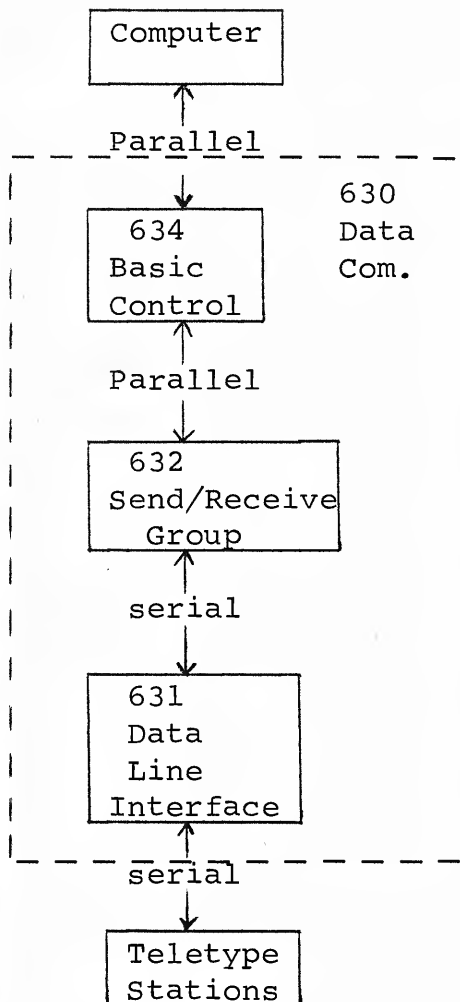 Computer
Parallel
630
Data
Com.
634
Basic
Control
Parallel
632
Send/Receive
Group
serial
631
Data
Line
Interface
serial
Teletype
Stations